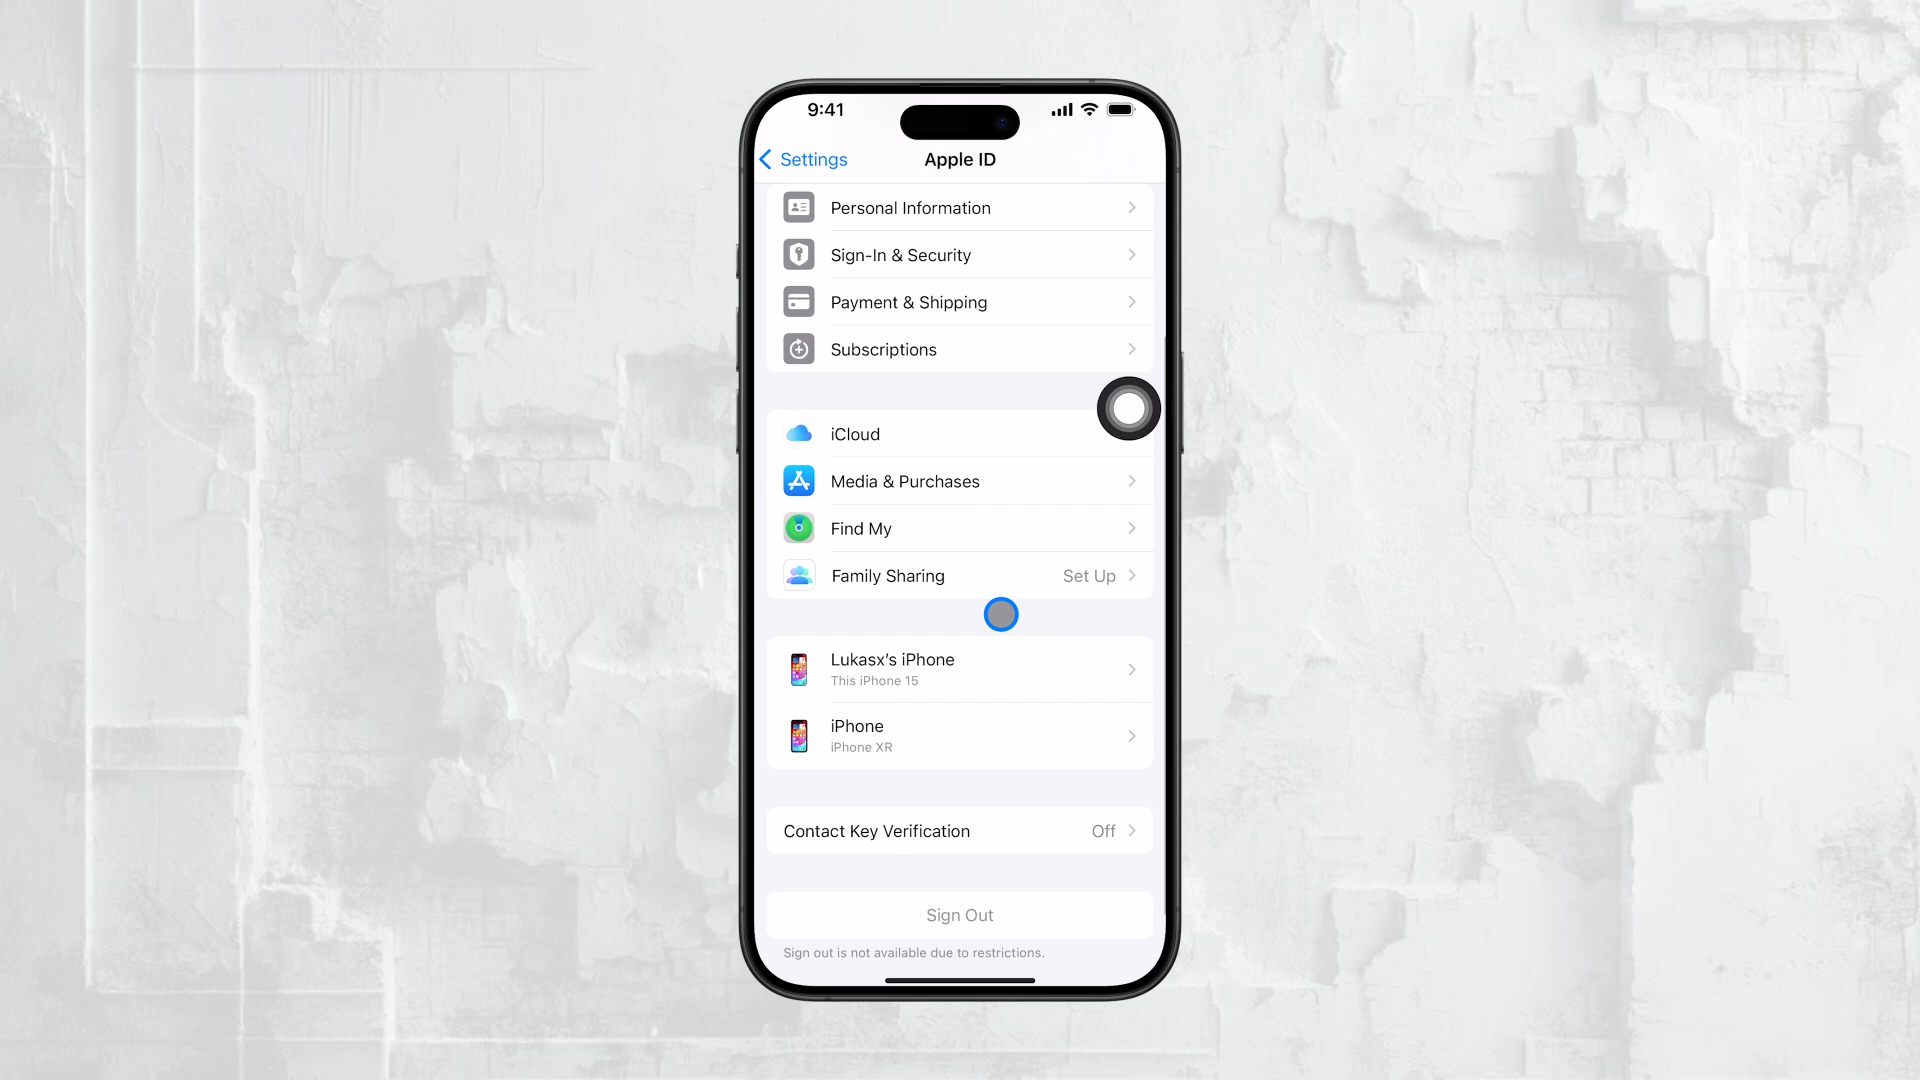 9:41
Settings
Apple ID
Personal Information
Sign-In & Security
Payment & Shipping
Subscriptions
iCloud
Media & Purchases
Find My
Family Sharing
Set Up
Lukasx’s iPhone
This iPhone 15
iPhone
iPhone XR
Contact Key Verification
Off
Sign Out
Sign out is not available due to restrictions.